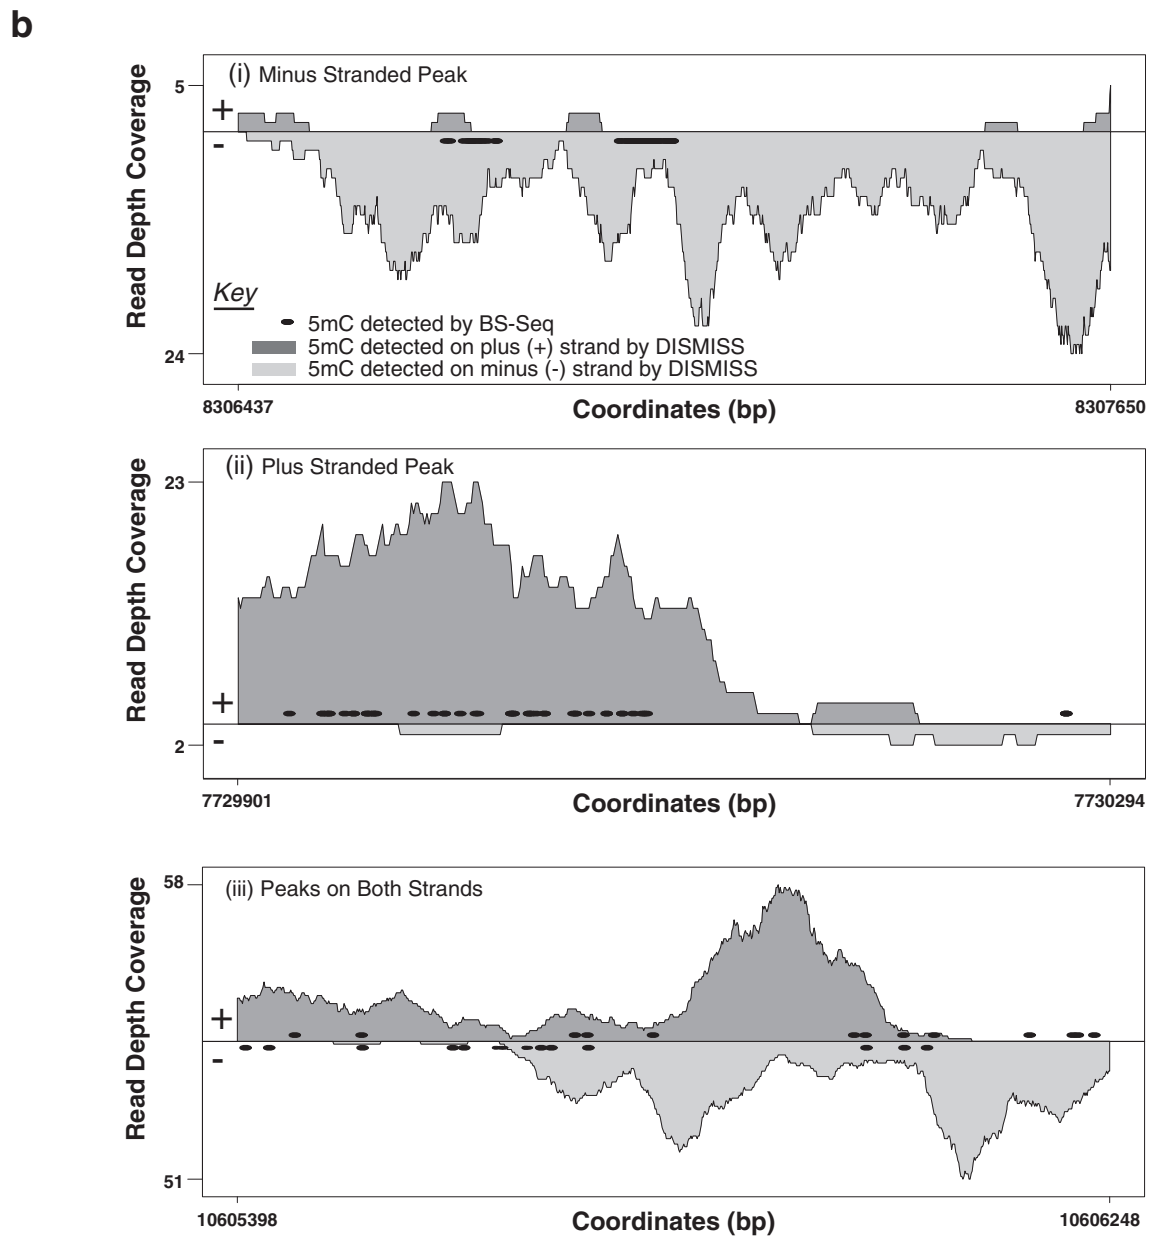 b
(i) Minus Stranded Peak
5
+
-
Read Depth Coverage
Key
5mC detected by BS-Seq
5mC detected on plus (+) strand by DISMISS
5mC detected on minus (-) strand by DISMISS
24
8306437
Coordinates (bp)
8307650
(ii) Plus Stranded Peak
23
Read Depth Coverage
+
-
2
7729901
Coordinates (bp)
7730294
(iii) Peaks on Both Strands
58
Read Depth Coverage
+
-
51
10605398
Coordinates (bp)
10606248